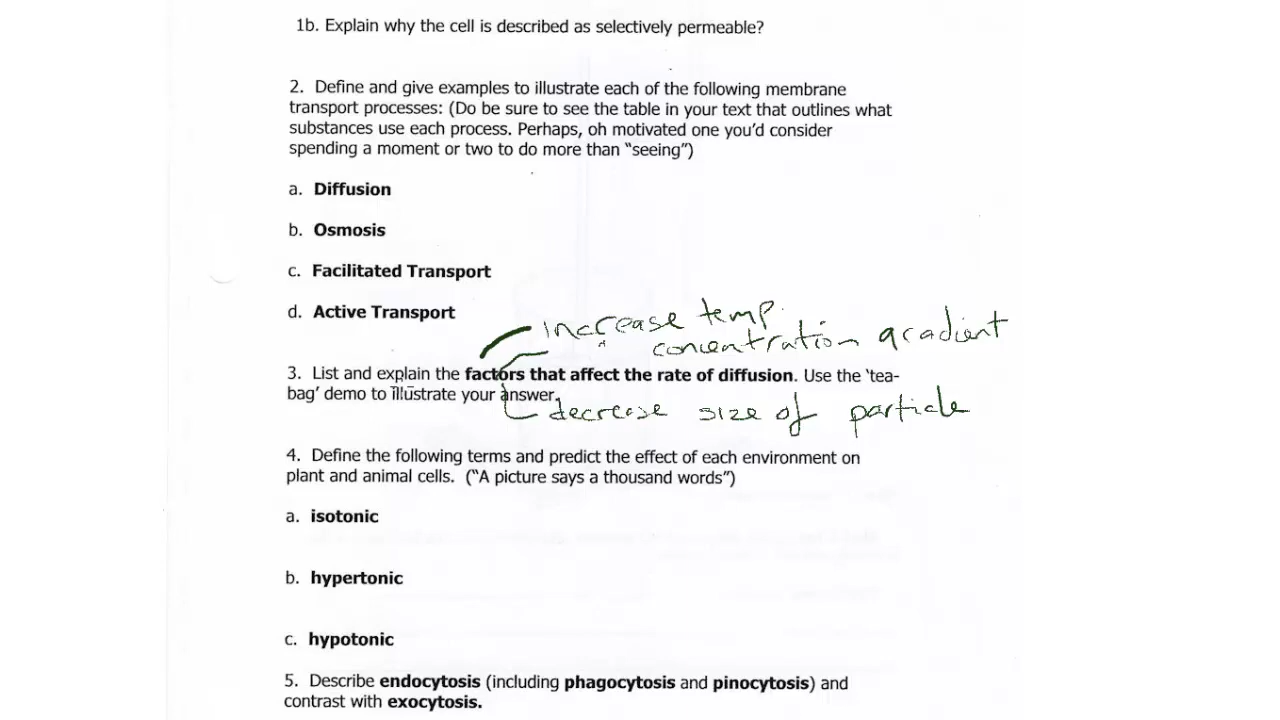 1b. Explain why the cell is described as selectively permeable?
2. Define and give examples to illustrate each of the following membrane
transport processes: (Do be sure to see the table in your text that outlines what
substances use each process. Perhaps, oh motivated one you'd consider
spending a moment or two to do more than "seeing")
a. Diffusion
b. Osmosis
c. Facilitated Transport
d. Active Transport
increase temp
concentration gradient
3. List and explain the factors that affect the rate of diffusion. Use the 'tea-
bag' demo to illustrate your answer.
decrease size of particle
4. Define the following terms and predict the effect of each environment on
plant and animal cells. ("A picture says a thousand words")
a. isotonic
b. hypertonic
c. hypotonic
5. Describe endocytosis (including phagocytosis and pinocytosis) and
contrast with exocytosis.